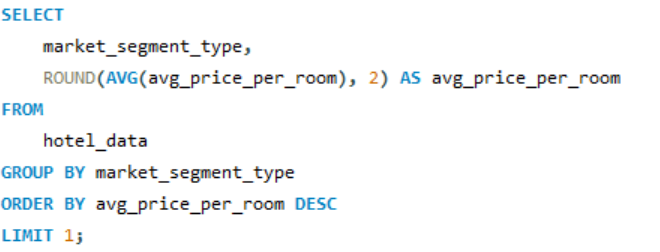 SELECT
    market_segment_type,
    ROUND(AVG(avg_price_per_room), 2) AS avg_price_per_room
FROM
    hotel_data
GROUP BY market_segment_type
ORDER BY avg_price_per_room DESC
LIMIT 1;